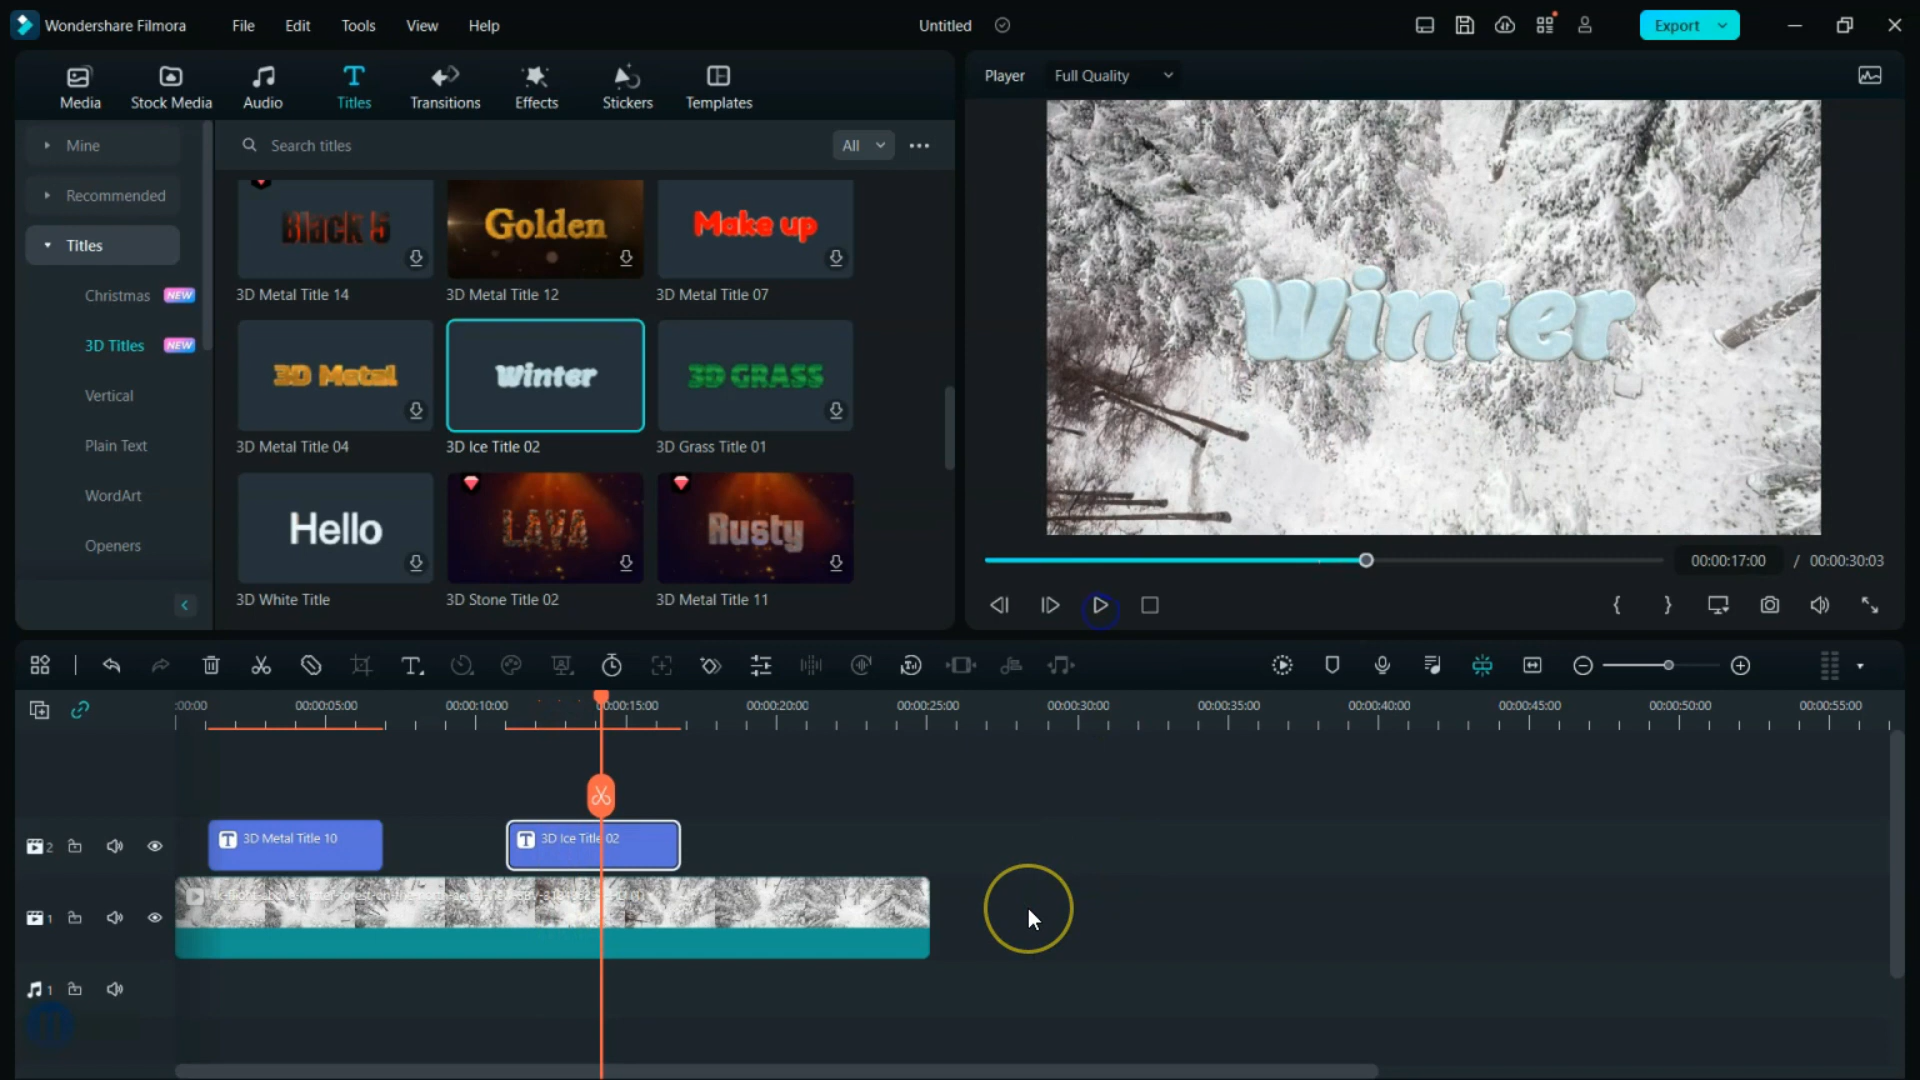 Wondershare Filmora
File
Edit
Tools
View
Help
Untitled
Export
Media
Stock Media
Audio
Titles
Transitions
Effects
Stickers
Templates
Player
Full Quality
Mine
Recommended
Titles
Christmas
NEW
3D Titles
NEW
Vertical
Plain Text
WordArt
Openers
Search titles
All
Black 5
Golden
Make up
3D Metal Title 14
3D Metal Title 12
3D Metal Title 07
3D Metal
Winter
3D GRASS
3D Metal Title 04
3D Ice Title 02
3D Grass Title 01
Hello
LAVA
Rusty
3D White Title
3D Stone Title 02
3D Metal Title 11
Winter
00:00:17:00 / 00:00:30:03
:00:00
00:00:05:00
00:00:10:00
00:00:15:00
00:00:20:00
00:00:25:00
00:00:30:00
00:00:35:00
00:00:40:00
00:00:45:00
00:00:50:00
00:00:55:00
2
3D Metal Title 10
3D Ice Title 02
1
1